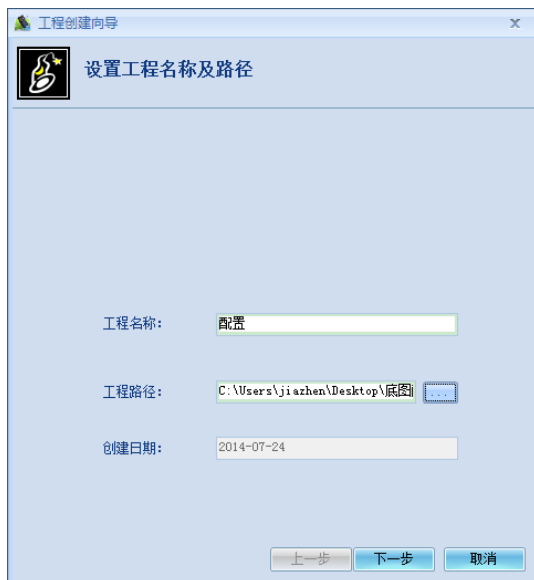 工程创建向导
设置工程名称及路径
工程名称: 配置
工程路径: C:\Users\jiazhen\Desktop\底图 ...
创建日期: 2014-07-24
上一步 下一步 取消